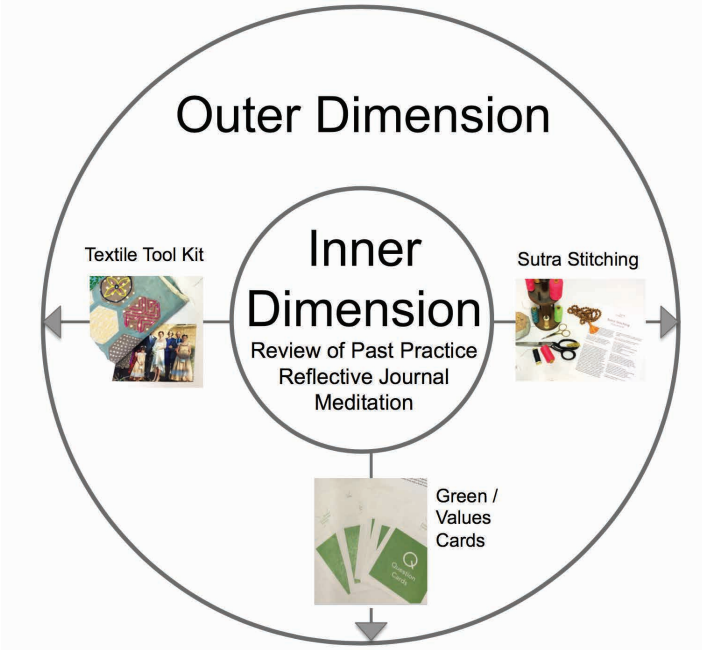 Outer Dimension
Textile Tool Kit
Inner
Dimension
Review of Past Practice
Reflective Journal
Meditation
Sutra Stitching
Green /
Values
Cards
Q
Question
Cards